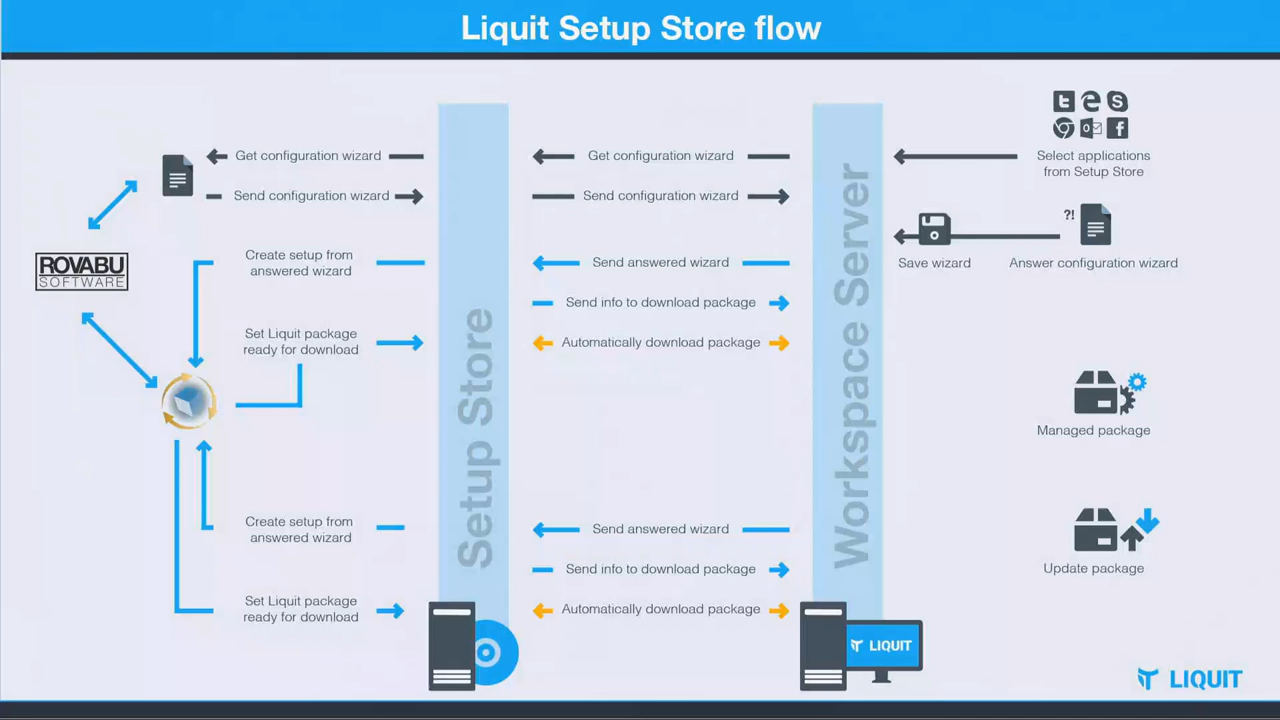 Liquit Setup Store flow
Get configuration wizard
Send configuration wizard
ROVABU
SOFTWARE
Create setup from
answered wizard
Set Liquit package
ready for download
Create setup from
answered wizard
Set Liquit package
ready for download
Setup Store
Get configuration wizard
Send configuration wizard
Send answered wizard
Send info to download package
Automatically download package
Send answered wizard
Send info to download package
Automatically download package
Workspace Server
LIQUIT
Select applications
from Setup Store
?!
Save wizard
Answer configuration wizard
Managed package
Update package
LIQUIT